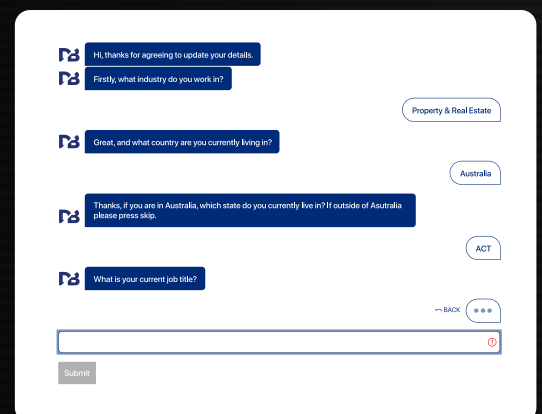 Hi, thanks for agreeing to update your details.
Firstly, what industry do you work in?
Property & Real Estate
Great, and what country are you currently living in?
Australia
Thanks, if you are in Australia, which state do you currently live in? If outside of Asutralia
please press skip.
ACT
What is your current job title?
BACK
Submit